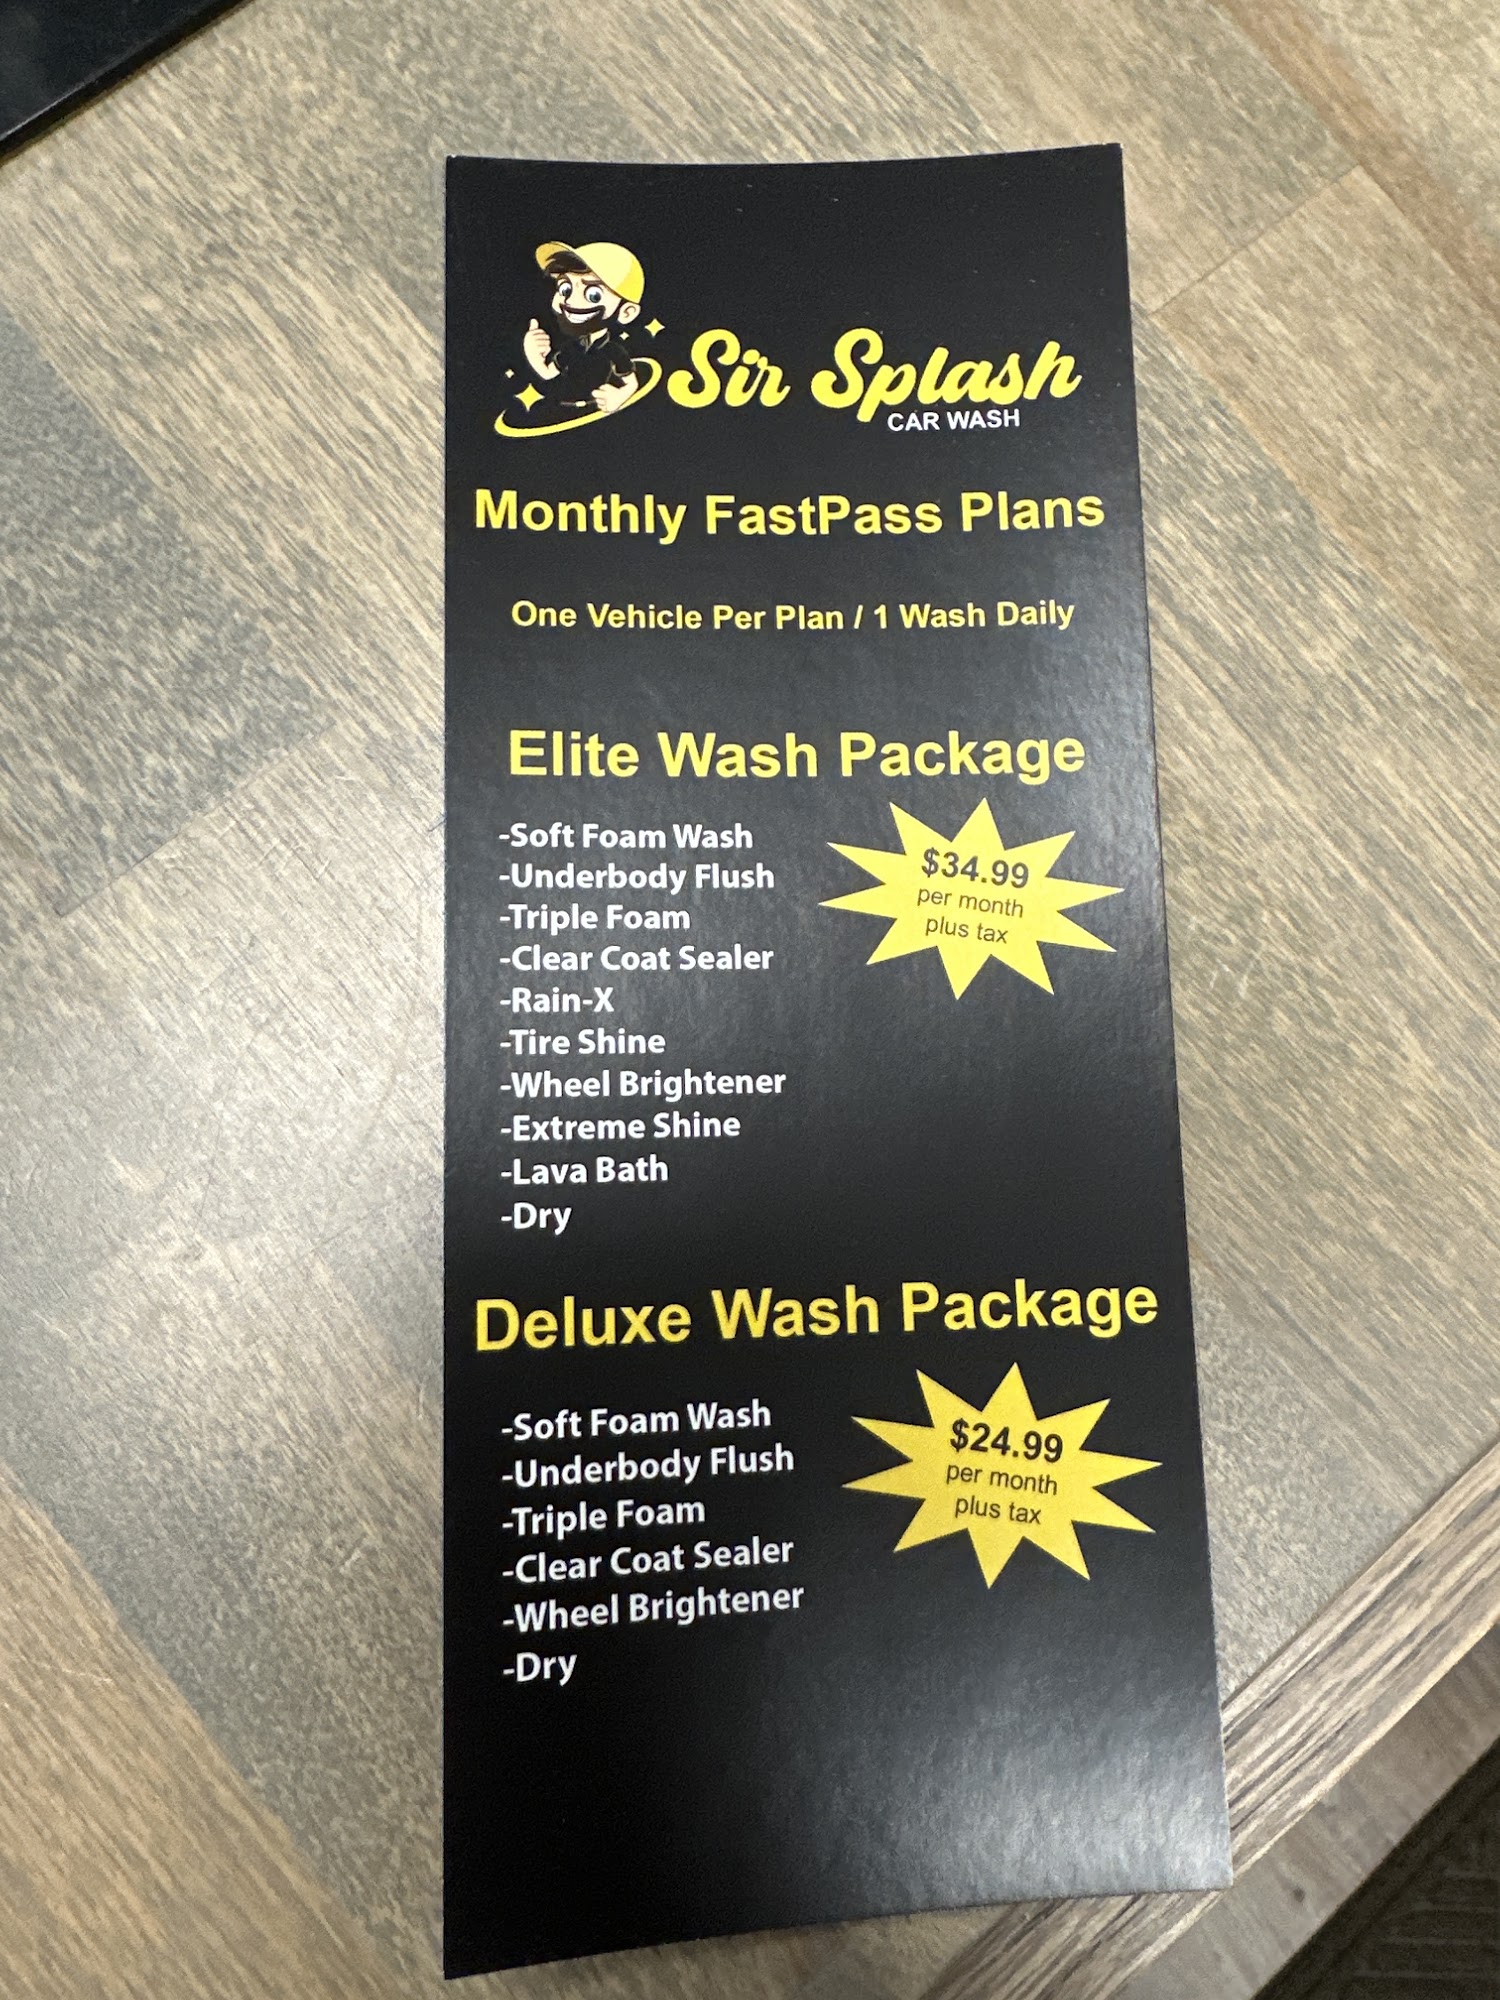 Sir Splash
CAR WASH
Monthly FastPass Plans
One Vehicle Per Plan / 1 Wash Daily
Elite Wash Package
-Soft Foam Wash
-Underbody Flush
-Triple Foam
-Clear Coat Sealer
-Rain-X
-Tire Shine
-Wheel Brightener
-Extreme Shine
-Lava Bath
-Dry
$34.99
per month
plus tax
Deluxe Wash Package
-Soft Foam Wash
-Underbody Flush
-Triple Foam
-Clear Coat Sealer
-Wheel Brightener
-Dry
$24.99
per month
plus tax